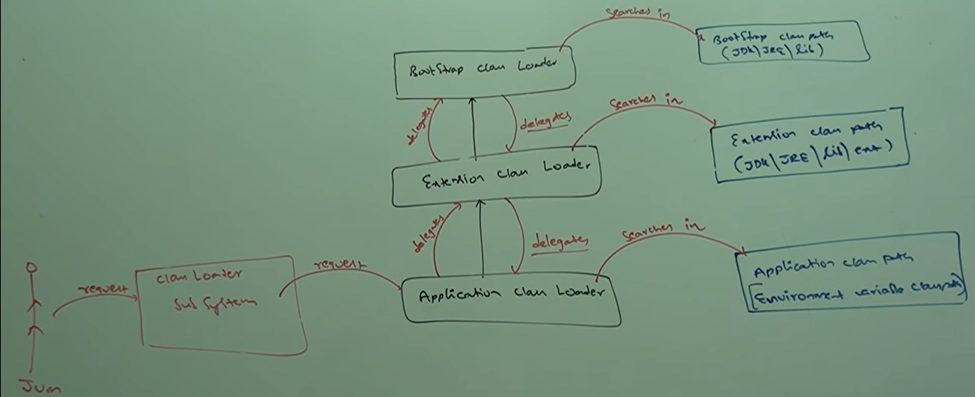 searches in
Bootstrap class path
(JDK\JRE\lib)
Bootstrap class Loader
delegates
delegates
searches in
Extension class path
(JDK\JRE\lib\ext)
Extension class Loader
delegates
delegates
searches in
Application class path
[Environment variable classpath]
request
class Loader
sub system
request
Application class Loader
Jvm